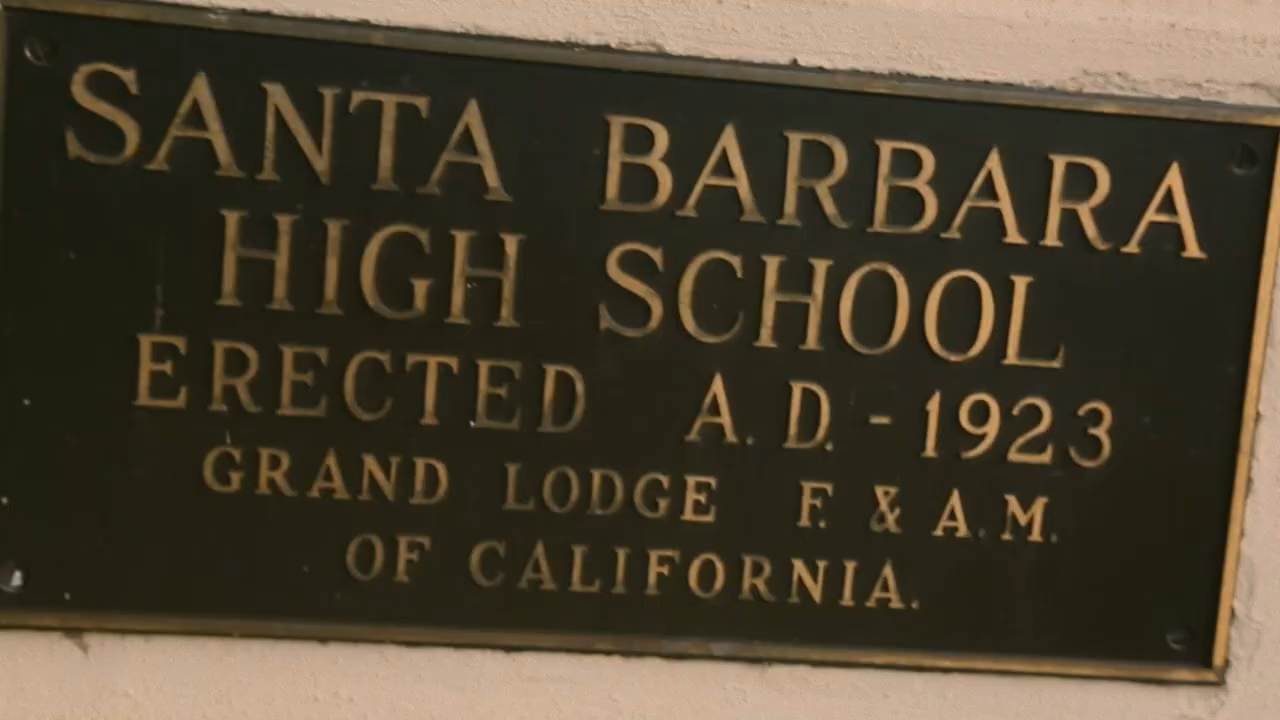 SANTA BARBARA
HIGH SCHOOL
ERECTED A.D.-1923
GRAND LODGE F. & A.M.
OF CALIFORNIA.